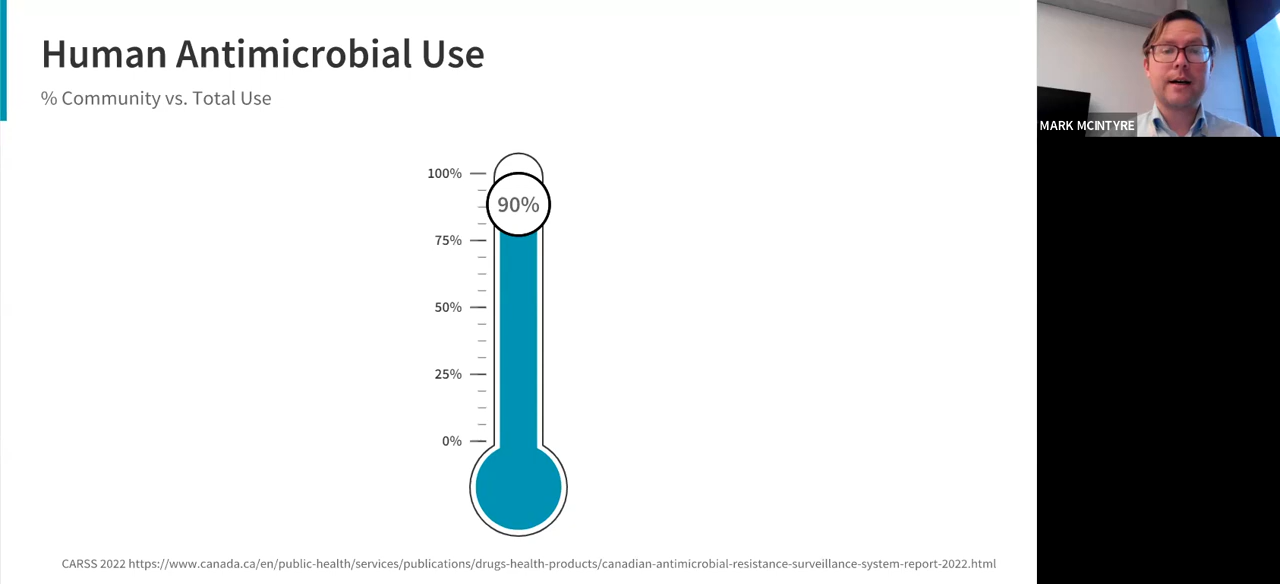 Human Antimicrobial Use
% Community vs. Total Use
MARK MCINTYRE
100%
90%
75%
50%
25%
0%
CARSS 2022 https://www.canada.ca/en/public-health/services/publications/drugs-health-products/canadian-antimicrobial-resistance-surveillance-system-report-2022.html